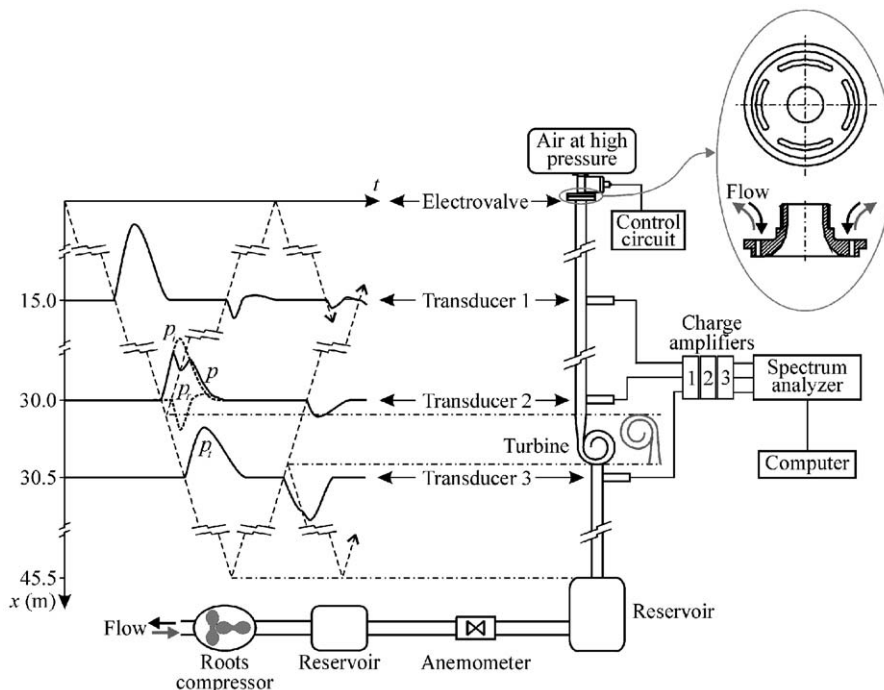 Air at high
pressure
Flow
t
Electrovalve
Control
circuit
15.0
Transducer 1
Charge
amplifiers
1 2 3
Spectrum
analyzer
p
p
p
30.0
Transducer 2
Turbine
Computer
pt
30.5
Transducer 3
45.5
x (m)
Reservoir
Flow
Roots
compressor
Reservoir
Anemometer